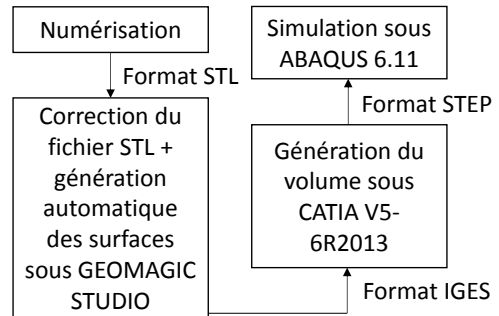 Numérisation
Format STL
Correction du
fichier STL +
génération
automatique
des surfaces
sous GEOMAGIC
STUDIO
Format IGES
Génération du
volume sous
CATIA V5-
6R2013
Format STEP
Simulation sous
ABAQUS 6.11